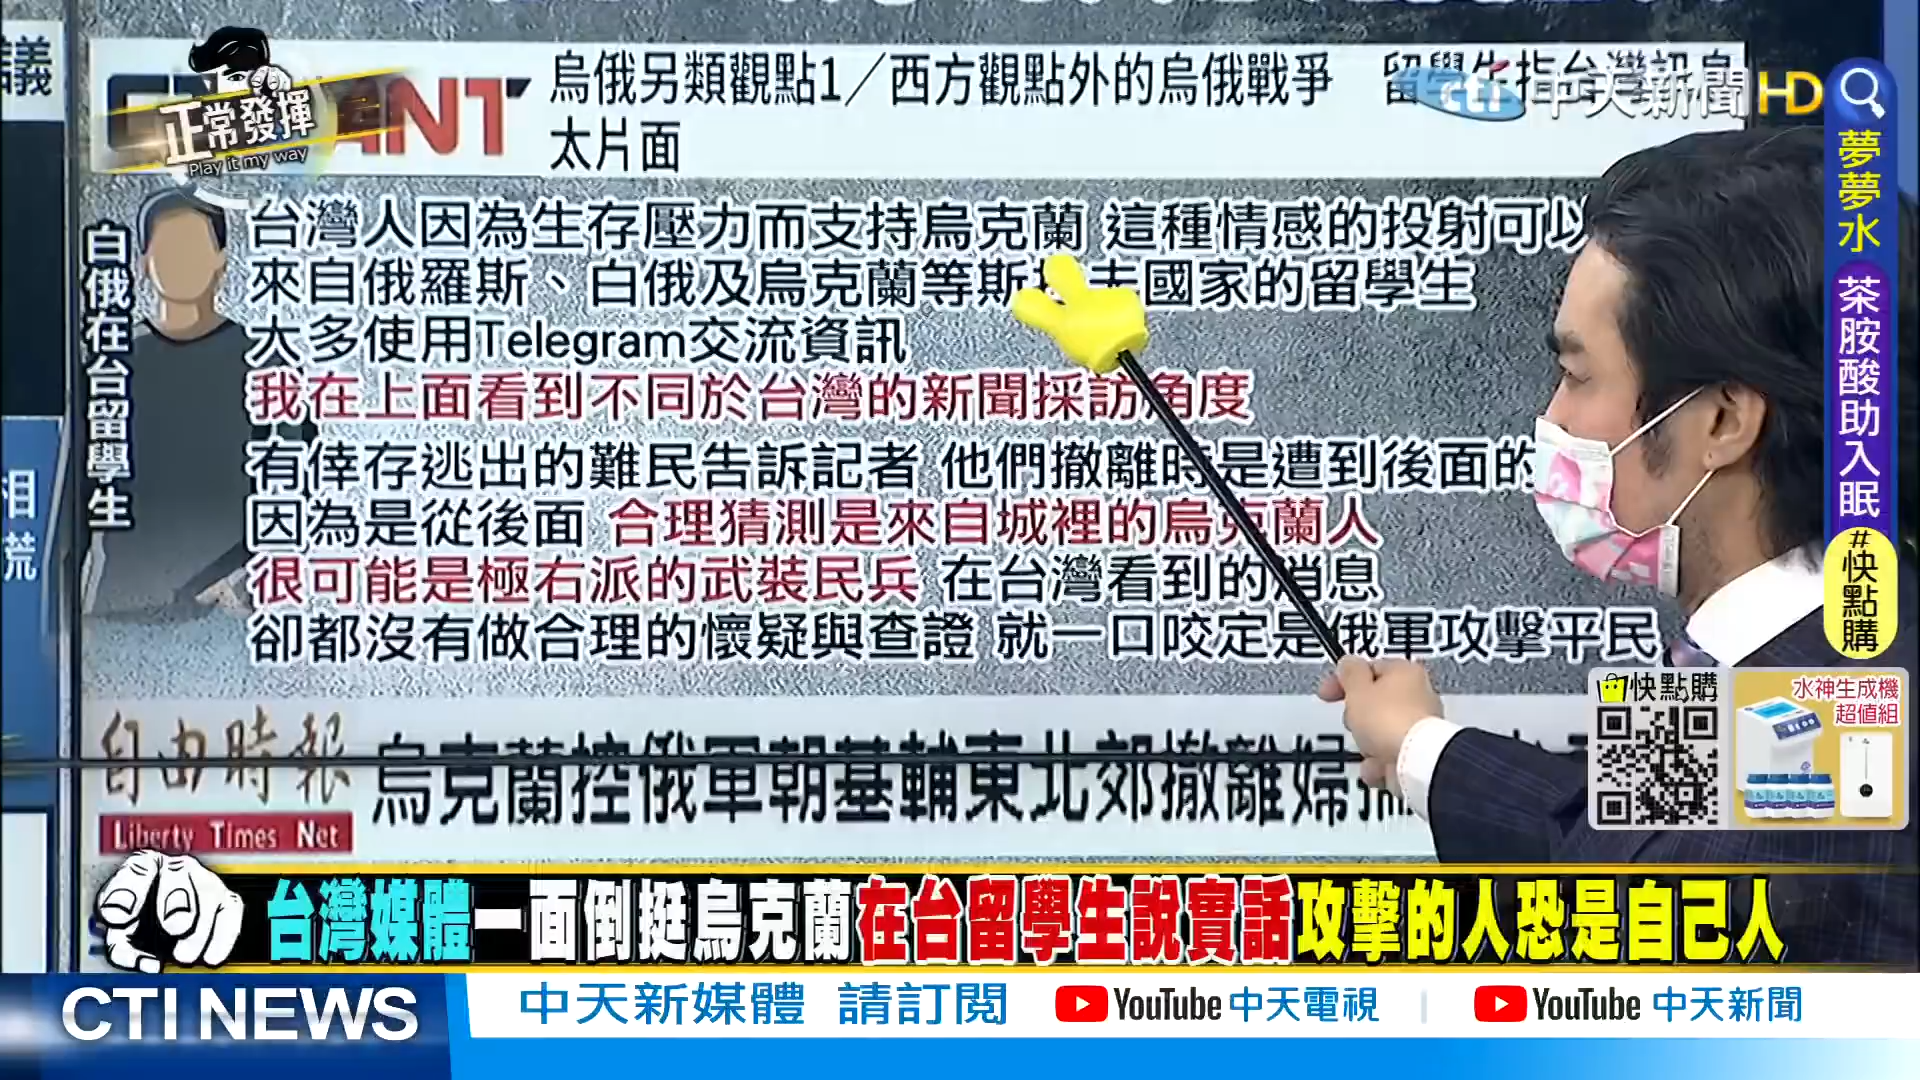 議
正常發揮
Play it my way
ANT
烏俄另類觀點1／西方觀點外的烏俄戰爭
太片面
cti 中天新聞 HD
台灣人因為生存壓力而支持烏克蘭 這種情感的投射可以
來自俄羅斯、白俄及烏克蘭等斯 夫國家的留學生
大多使用Telegram交流資訊
我在上面看到不同於台灣的新聞採訪角度
有倖存逃出的難民告訴記者 他們撤離時是遭到後面的
因為是從後面 合理猜測是來自城裡的烏克蘭人
很可能是極右派的武裝民兵 在台灣看到的消息
卻都沒有做合理的懷疑與查證 就一口咬定是俄軍攻擊平民
白俄在台留學生
相
荒
自由時報
Liberty Times Net
烏克蘭控俄軍朝基輔東北郊撤離婦
夢夢水
茶胺酸助入眠
#快點購
快點購
水神生成機
超值組
台灣媒體一面倒挺烏克蘭在台留學生說實話攻擊的人恐是自己人
CTI NEWS
中天新媒體 請訂閱 YouTube 中天電視 | YouTube 中天新聞